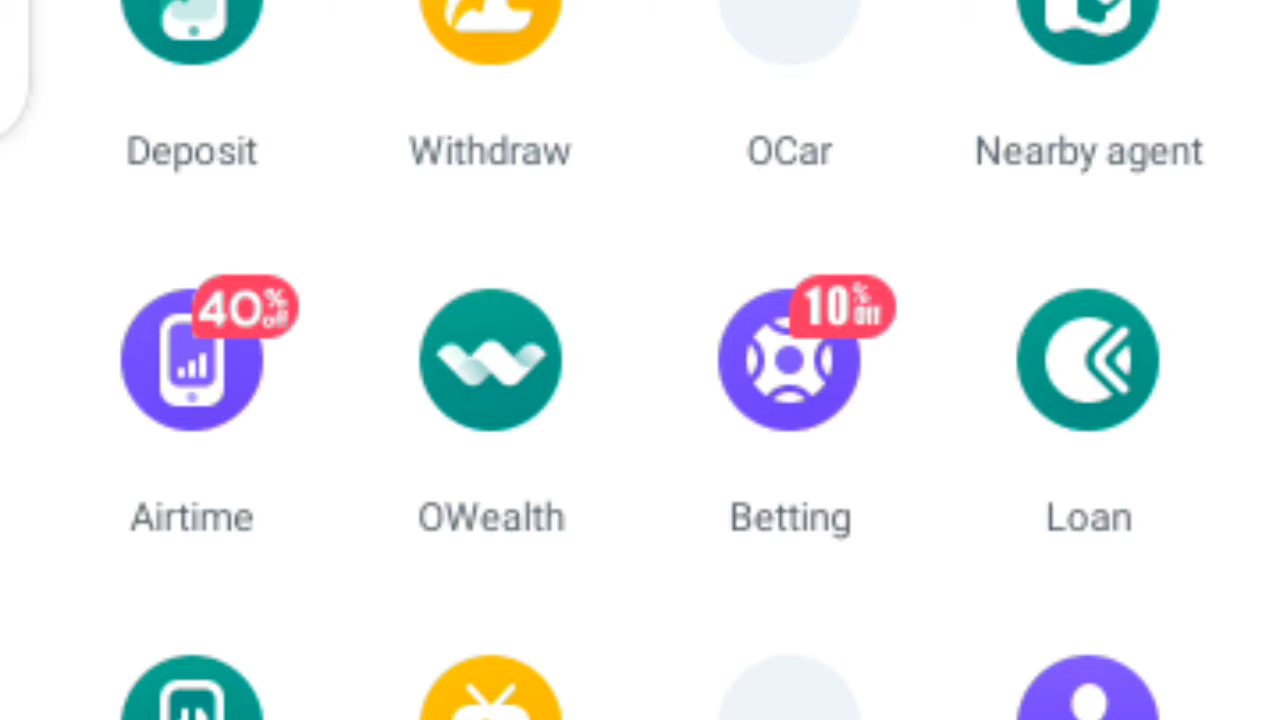 Deposit
Withdraw
OCar
Nearby agent
40% off
10% Off
Airtime
OWealth
Betting
Loan